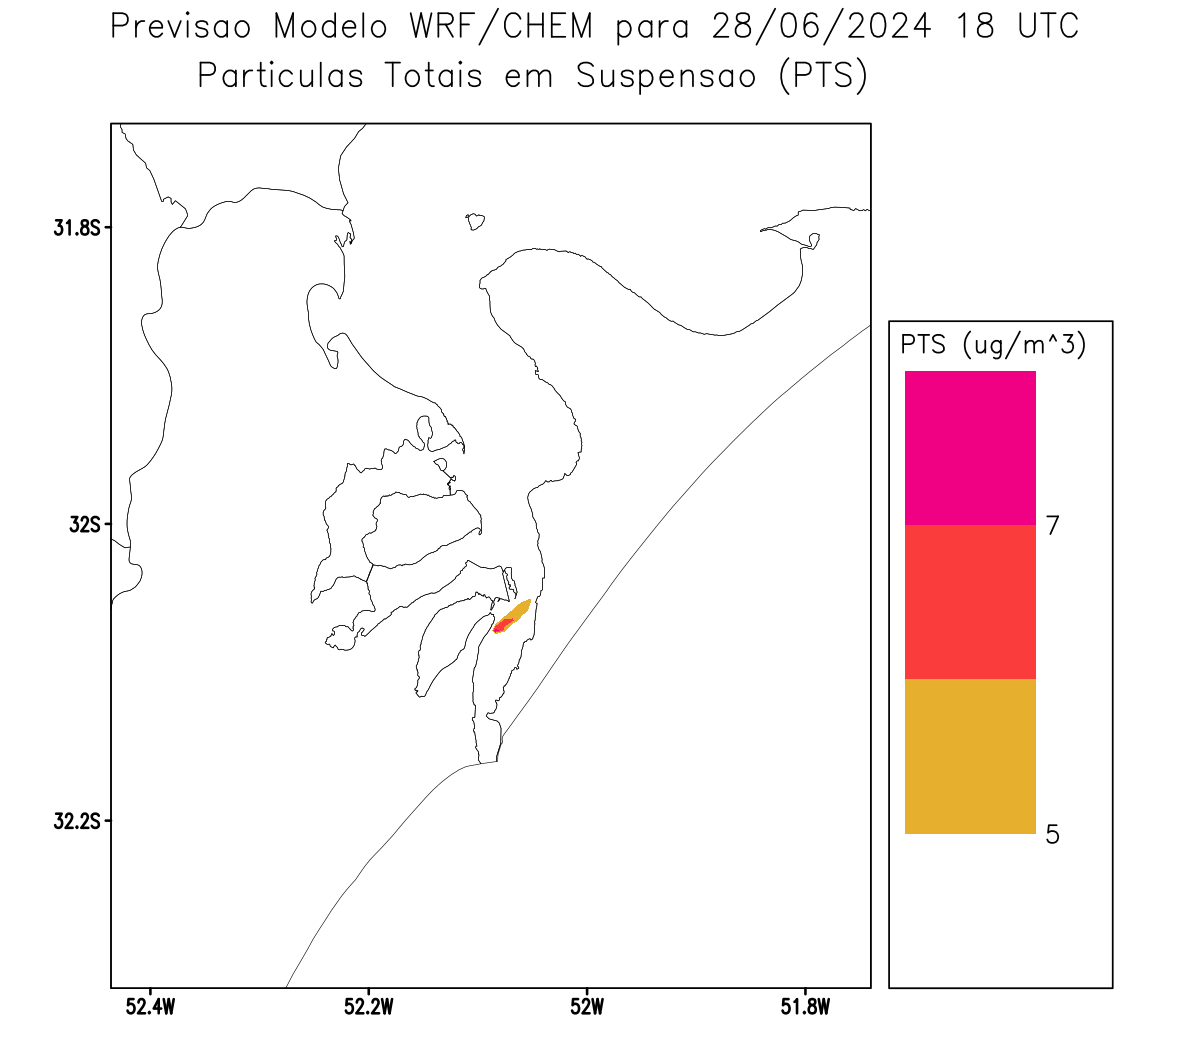 Previsao Modelo WRF/CHEM para 28/06/2024 18 UTC
Particulas Totais em Suspensao (PTS)
31.8S
32S
32.2S
52.4W
52.2W
52W
51.8W
PTS (ug/m^3)
7
5